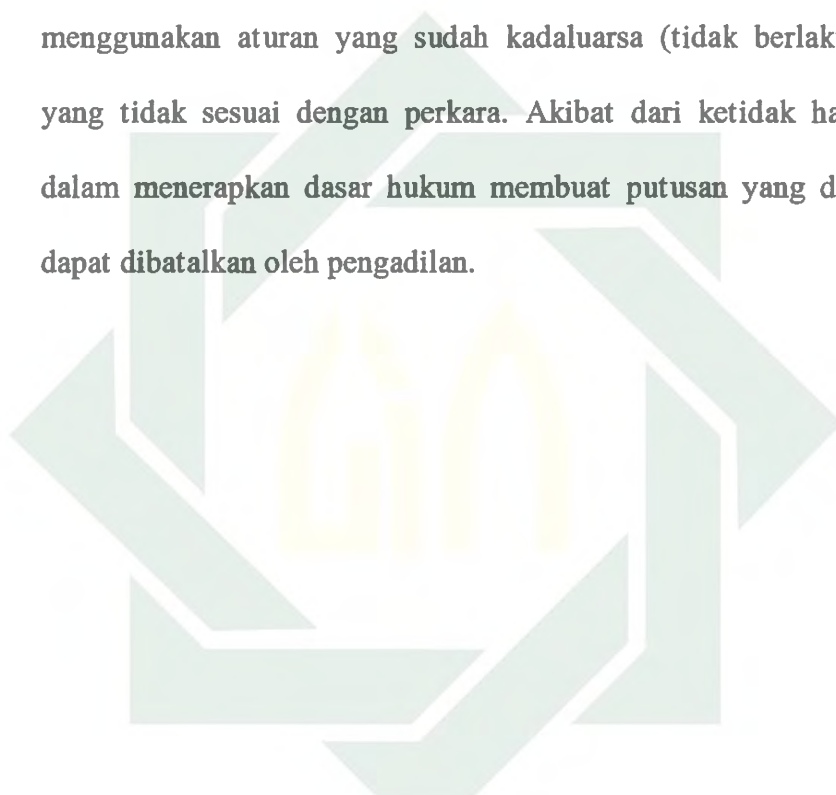 menggunakan aturan yang sudah kadaluarsa (tidak berlak
yang tidak sesuai dengan perkara. Akibat dari ketidak ha
dalam menerapkan dasar hukum membuat putusan yang d
dapat dibatalkan oleh pengadilan.